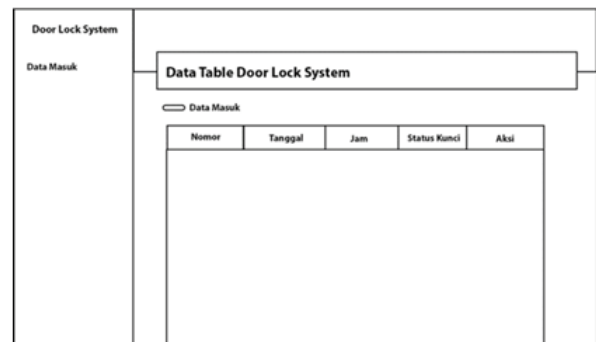 Door Lock System
Data Masuk
Data Table Door Lock System
Data Masuk
Nomor Tanggal Jam Status Kunci Aksi